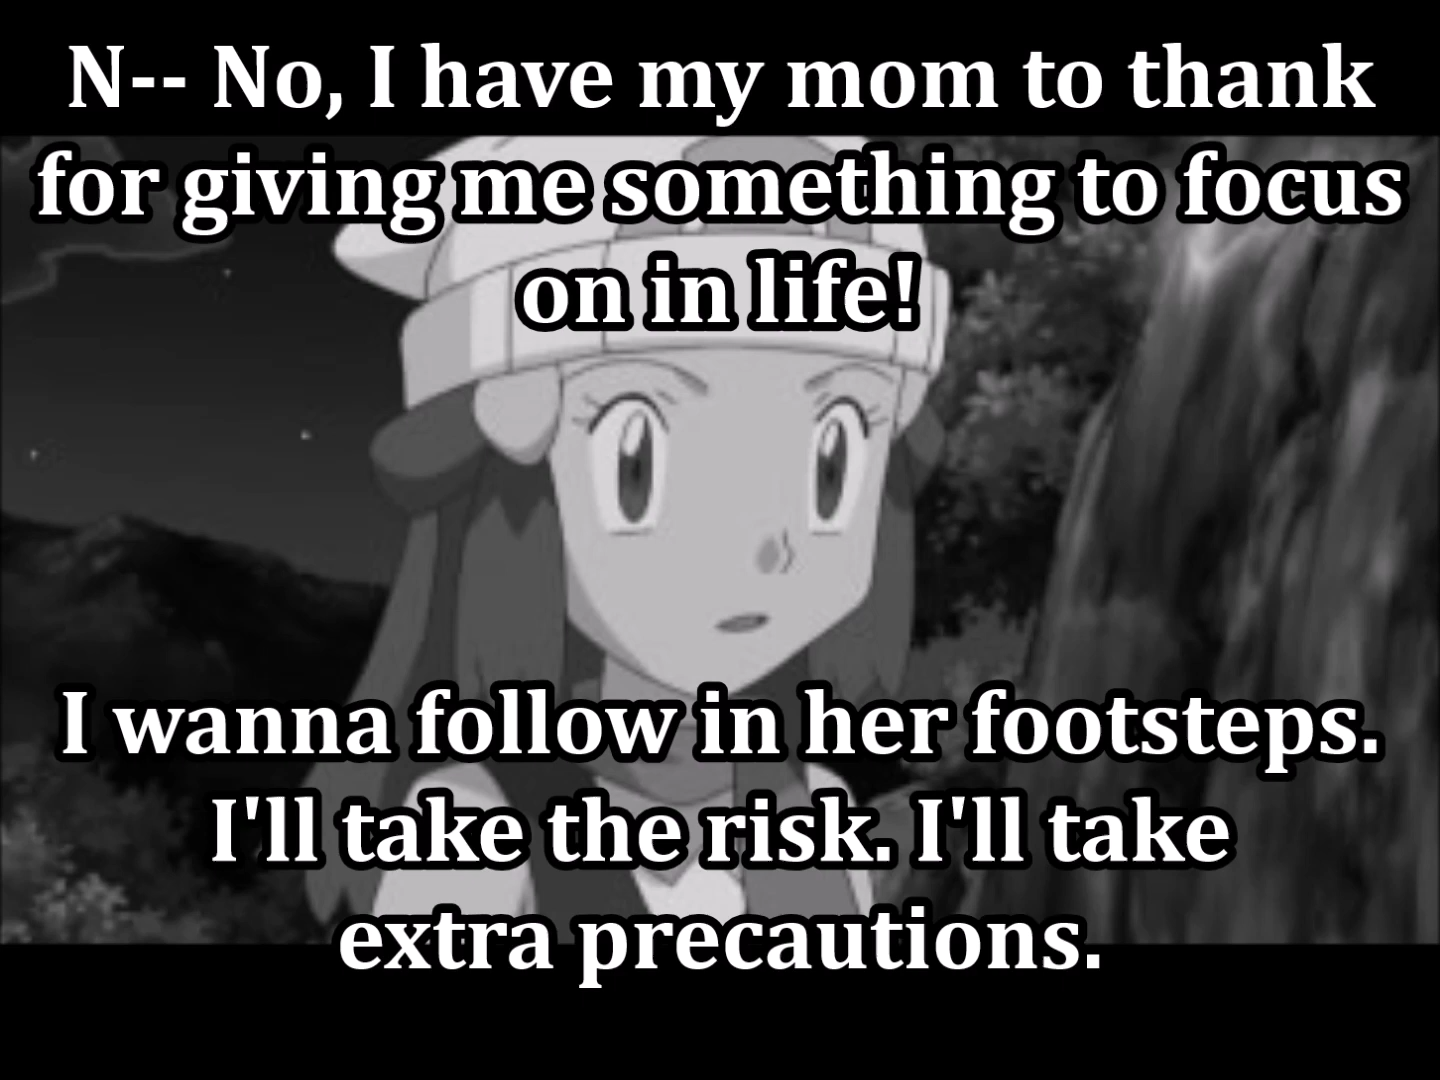 N-- No, I have my mom to thank
for giving me something to focus
on in life!
I wanna follow in her footsteps.
I'll take the risk. I'll take
extra precautions.